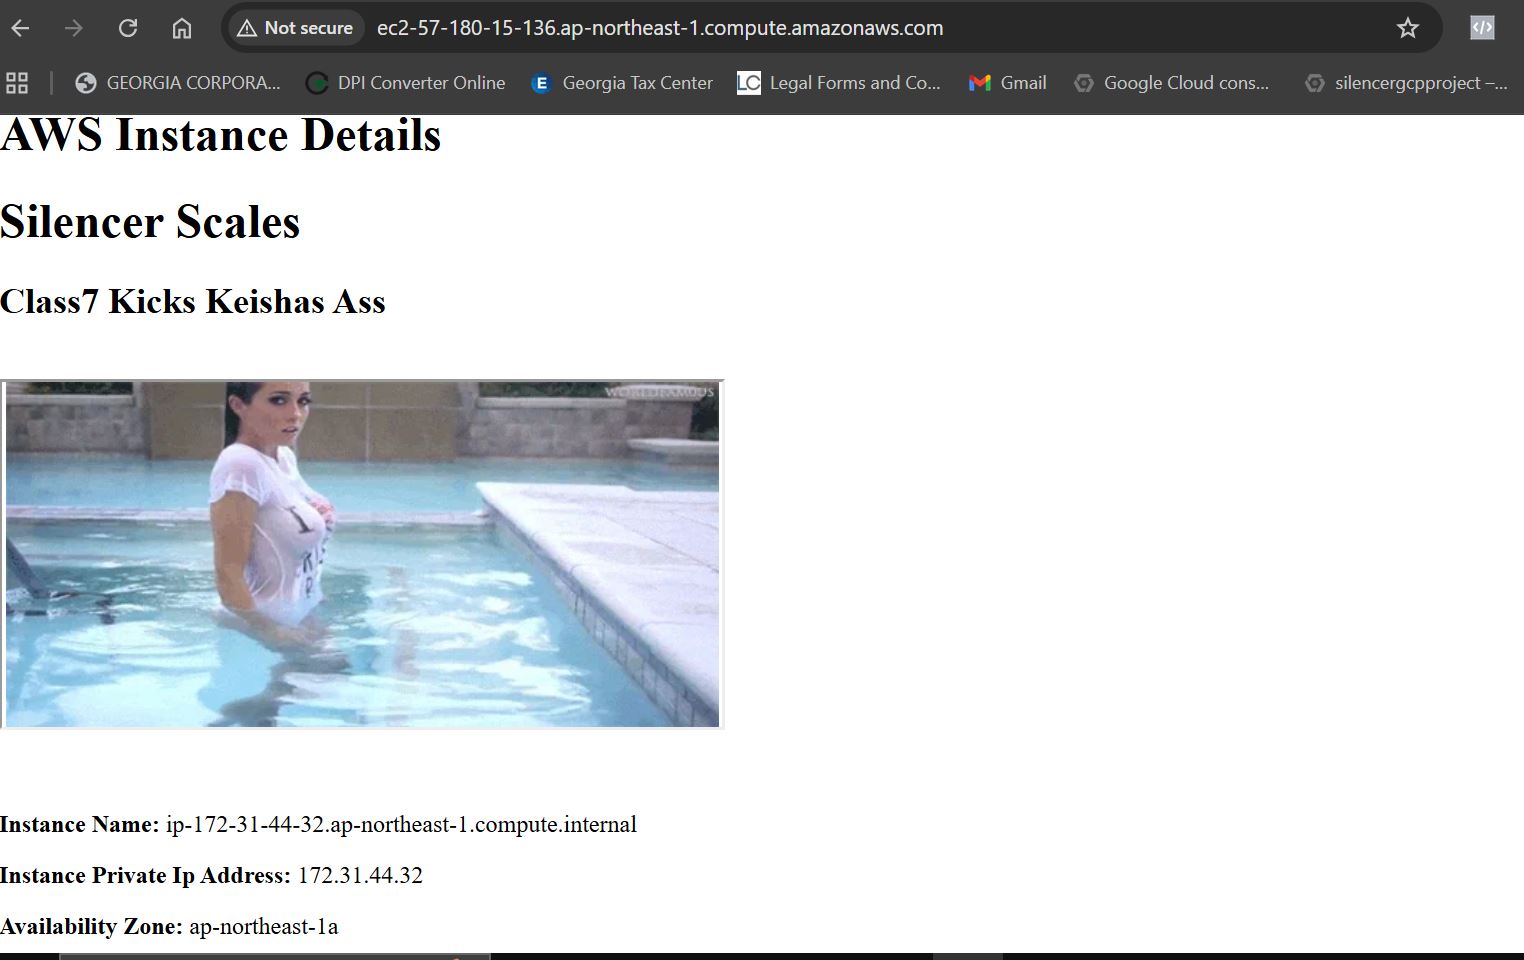 Not secure
ec2-57-180-15-136.ap-northeast-1.compute.amazonaws.com
GEORGIA CORPORA...
DPI Converter Online
E
Georgia Tax Center
LC
Legal Forms and Co...
Gmail
Google Cloud cons...
silencergcpproject –...
AWS Instance Details
Silencer Scales
Class7 Kicks Keishas Ass
WORLDFAMOUS
I
Instance Name: ip-172-31-44-32.ap-northeast-1.compute.internal
Instance Private Ip Address: 172.31.44.32
Availability Zone: ap-northeast-1a